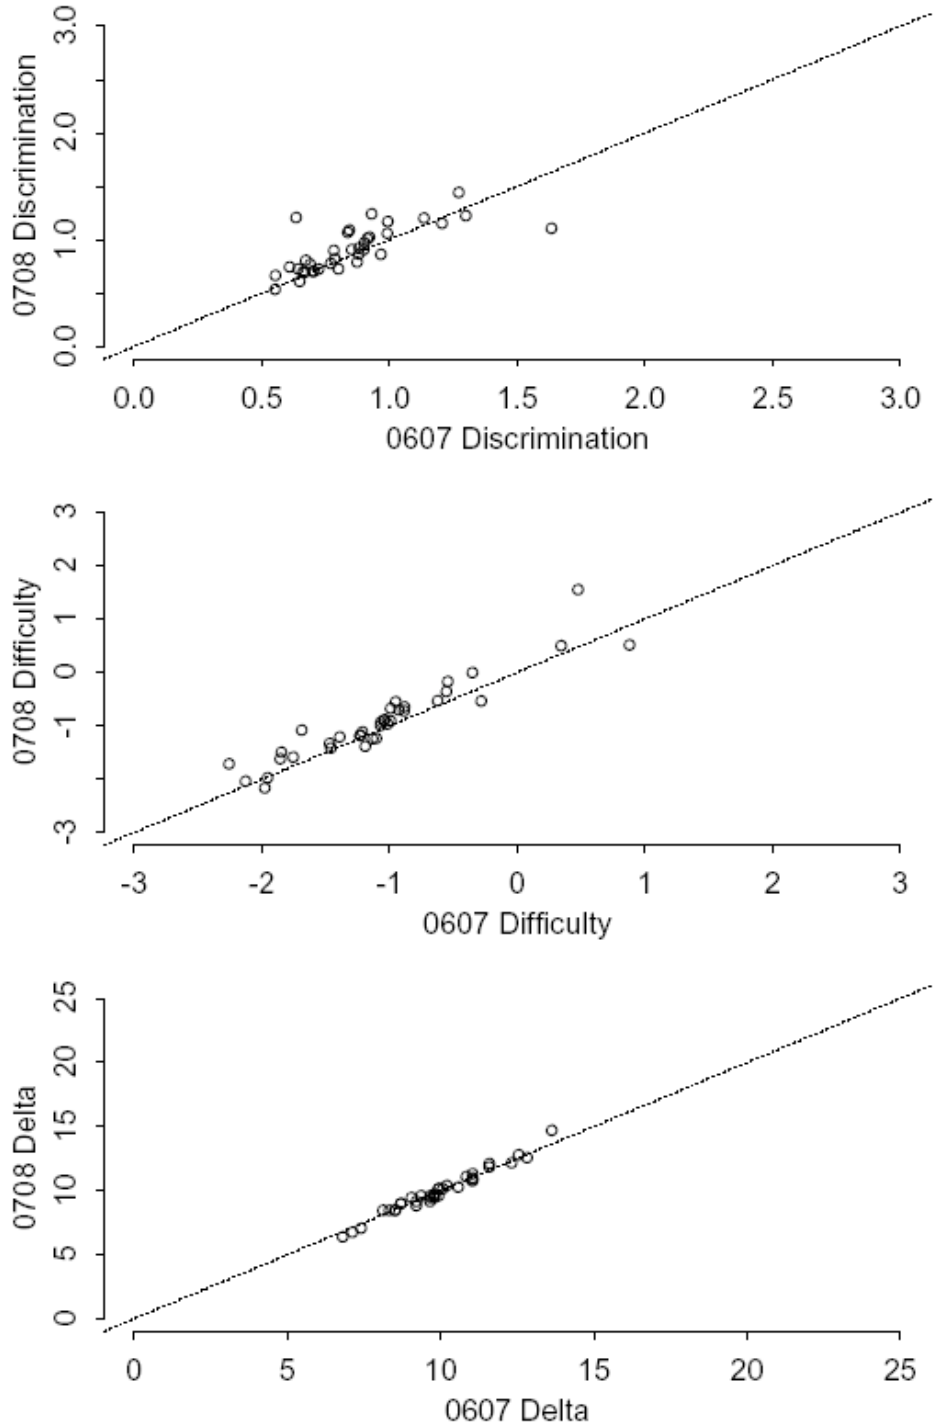 3.0
2.0
1.0
0.0
0708 Discrimination
0.0 0.5 1.0 1.5 2.0 2.5 3.0
0607 Discrimination
3
2
1
0
-1
-3
0708 Difficulty
-3 -2 -1 0 1 2 3
0607 Difficulty
25
20
15
10
5
0
0708 Delta
0 5 10 15 20 25
0607 Delta